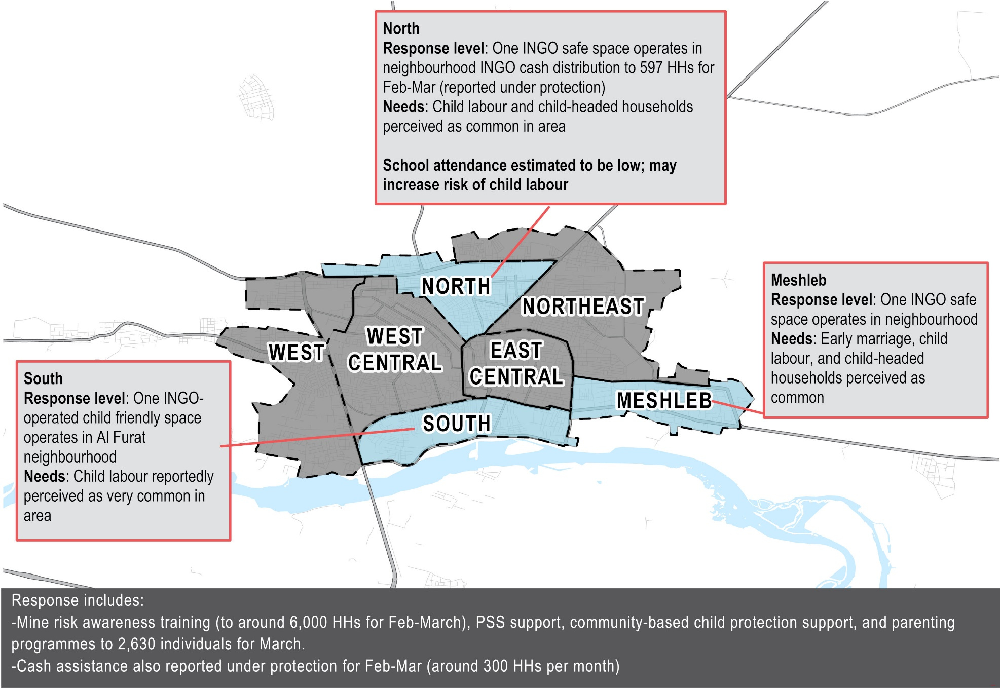 North
Response level: One INGO safe space operates in
neighbourhood INGO cash distribution to 597 HHs for
Feb-Mar (reported under protection)
Needs: Child labour and child-headed households
perceived as common in area
School attendance estimated to be low; may
increase risk of child labour
Meshleb
Response level: One INGO safe
space operates in neighbourhood
Needs: Early marriage, child
labour, and child-headed
households perceived as
common
NORTH
NORTHEAST
WEST
CENTRAL
EAST
CENTRAL
WEST
MESHLEB
SOUTH
South
Response level: One INGO-
operated child friendly space
operates in Al Furat
neighbourhood
Needs: Child labour reportedly
perceived as very common in
area
Response includes:
-Mine risk awareness training (to around 6,000 HHs for Feb-March), PSS support, community-based child protection support, and parenting
programmes to 2,630 individuals for March.
-Cash assistance also reported under protection for Feb-Mar (around 300 HHs per month)